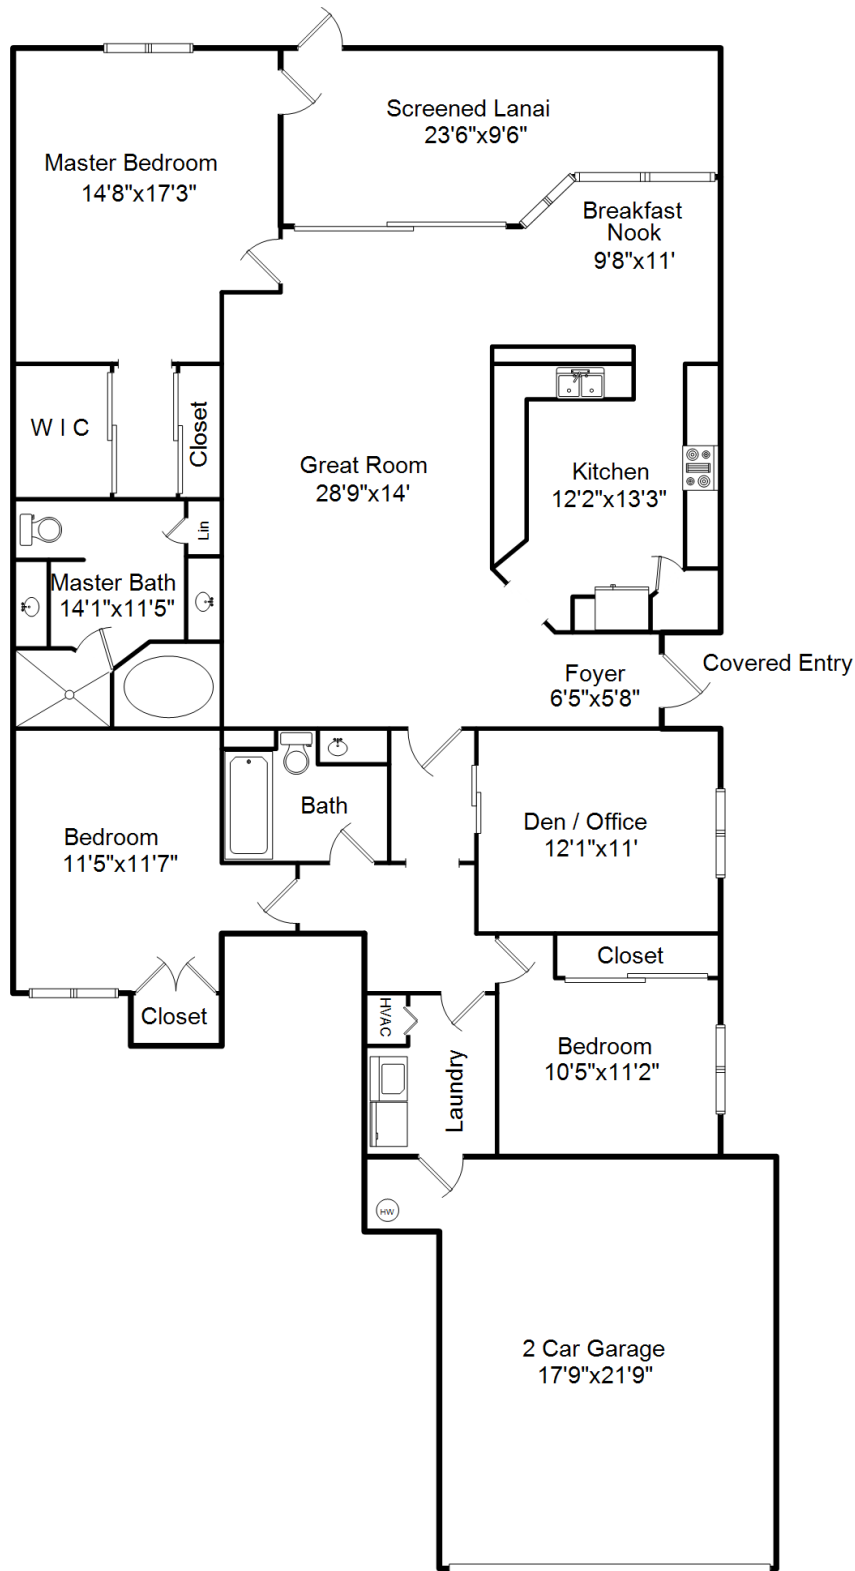 Screened Lanai
23'6"x9'6"
Master Bedroom
14'8"x17'3"
Breakfast
Nook
9'8"x11'
W I C
Closet
Great Room
28'9"x14'
Kitchen
12'2"x13'3"
Lin
Master Bath
14'1"x11'5"
Foyer
6'5"x5'8"
Covered Entry
Bath
Bedroom
11'5"x11'7"
Den / Office
12'1"x11'
Closet
Closet
HVAC
Bedroom
10'5"x11'2"
Laundry
HW
2 Car Garage
17'9"x21'9"